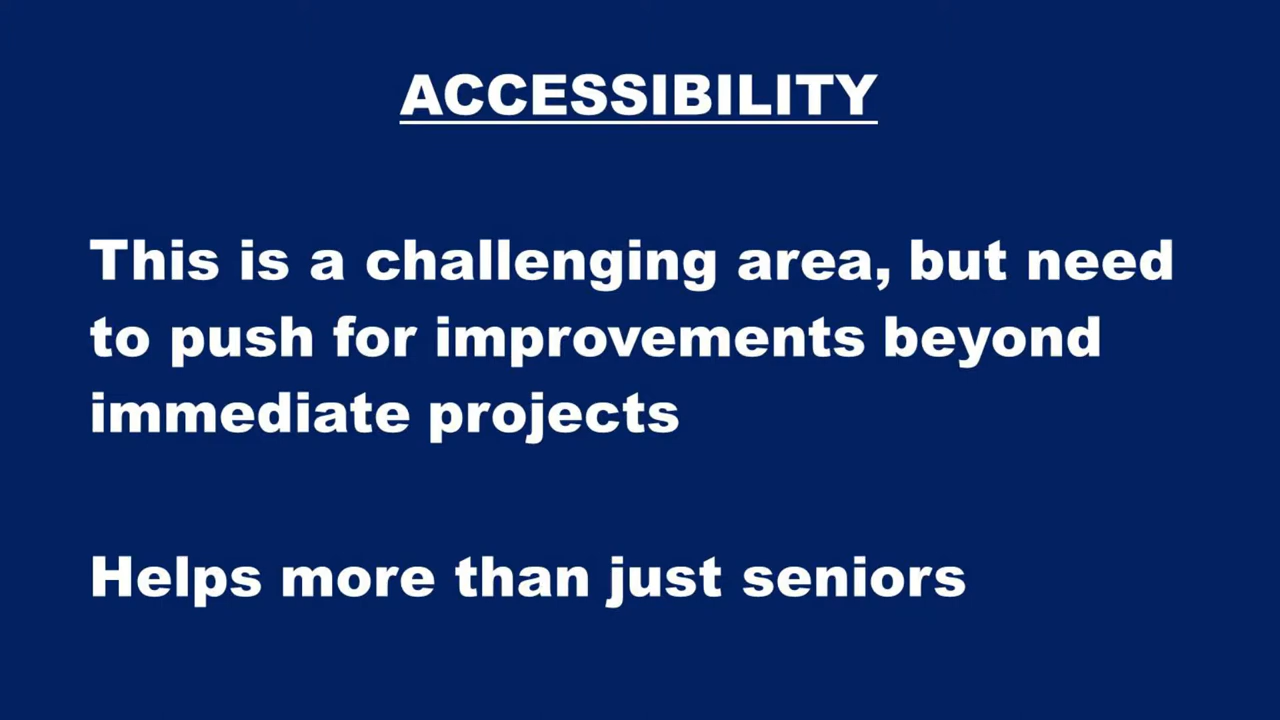 ACCESSIBILITY
This is a challenging area, but need
to push for improvements beyond
immediate projects
Helps more than just seniors